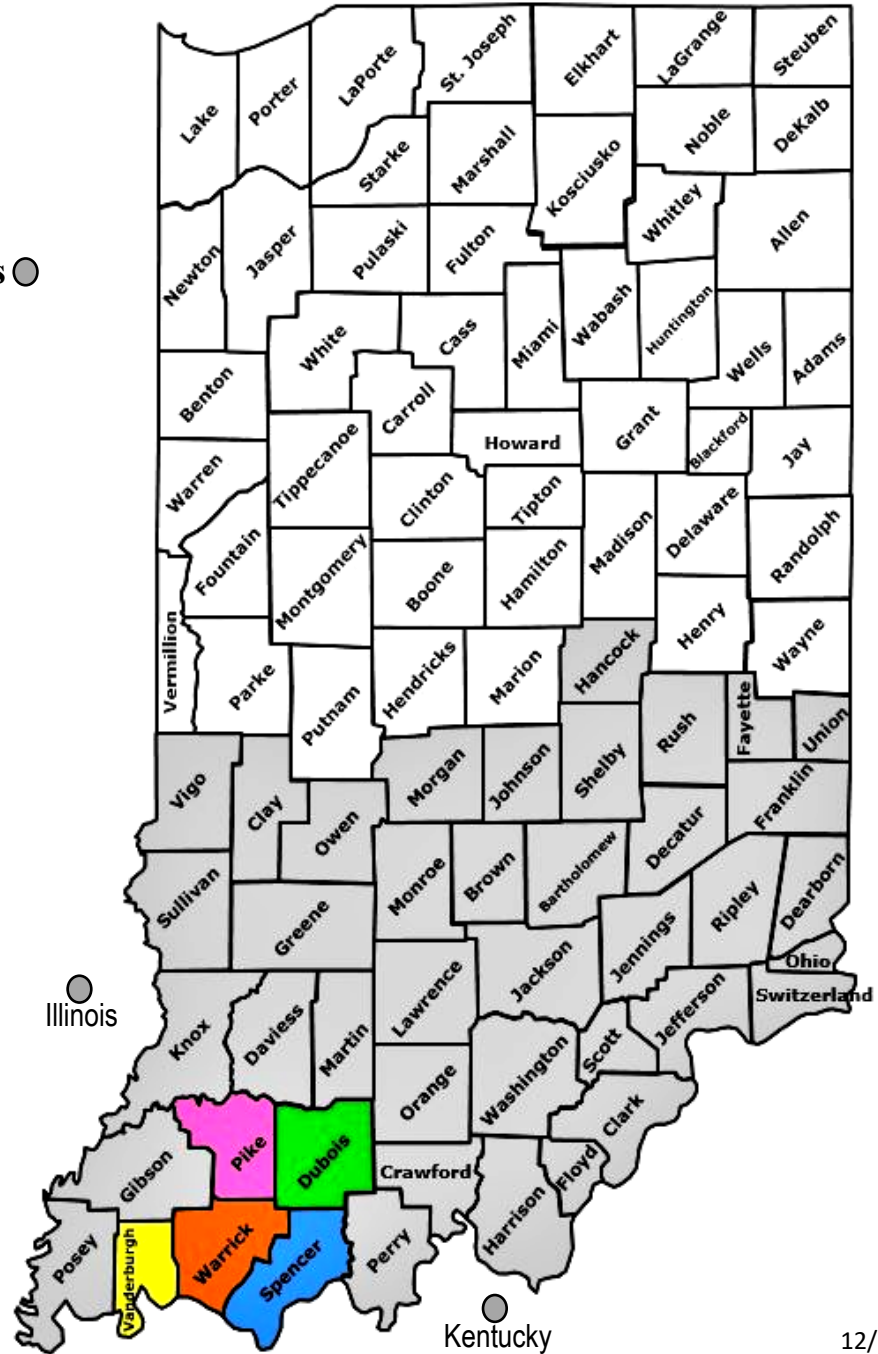 St. Joseph
LaGrange
Steuben
Elkhart
LaPorte
Porter
Lake
Noble
DeKalb
Starke
Marshall
Kosciusko
Whitley
Allen
s
Newton
Jasper
Pulaski
Fulton
White
Cass
Miami
Wabash
Huntington
Wells
Adams
Benton
Carroll
Howard
Grant
Blackford
Jay
Warren
Tippecanoe
Clinton
Tipton
Madison
Delaware
Randolph
Fountain
Montgomery
Boone
Hamilton
Henry
Wayne
Vermillion
Parke
Putnam
Hendricks
Marion
Hancock
Rush
Fayette
Union
Vigo
Clay
Owen
Morgan
Johnson
Shelby
Decatur
Franklin
Sullivan
Greene
Monroe
Brown
Bartholomew
Jennings
Ripley
Dearborn
Ohio
Switzerland
Illinois
Knox
Daviess
Martin
Lawrence
Jackson
Jefferson
Scott
Washington
Orange
Clark
Gibson
Pike
Dubois
Crawford
Floyd
Harrison
Posey
Vanderburgh
Warrick
Spencer
Perry
Kentucky
12/